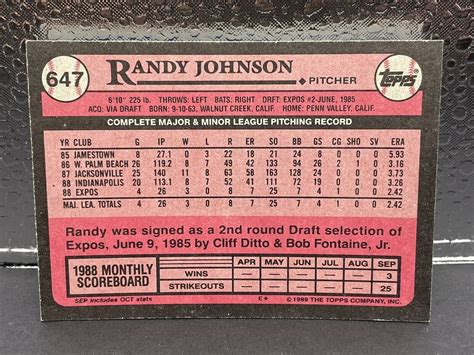 647
RANDY JOHNSON
PITCHER
TOPPS
6'10" 225 lb. THROWS: LEFT BATS: RIGHT DRFT: EXPOS #2-JUNE, 1985
ACQ: VIA DRAFT BORN: 9-10-63, WALNUT CREEK, CALIF. HOME: PENN VALLEY, CALIF.
COMPLETE MAJOR & MINOR LEAGUE PITCHING RECORD
YR CLUB G IP W L R ER SO BB GS CG SHO SV ERA
85 JAMESTOWN 8 27.1 0 3 22 18 21 24 8 0 0 0 5.93
86 W. PALM BEACH 26 119.2 8 7 49 42 133 94 26 2 1 0 3.16
87 JACKSONVILLE 25 140 11 8 63 58 163 128 24 0 0 0 3.73
88 INDIANAPOLIS 20 113.1 8 7 52 41 111 72 19 0 0 0 3.26
88 EXPOS 4 26 3 0 8 7 25 7 4 1 0 0 2.42
MAJ. LEA. TOTALS 4 26 3 0 8 7 25 7 4 1 0 0 2.42
Randy was signed as a 2nd round Draft selection of
Expos, June 9, 1985 by Cliff Ditto & Bob Fontaine, Jr.
1988 MONTHLY
SCOREBOARD
APR MAY JUN JUL AUG SEP
WINS – – – – – 3
STRIKEOUTS – – – – – 25
SEP includes OCT stats
E*
© 1989 THE TOPPS COMPANY, INC.